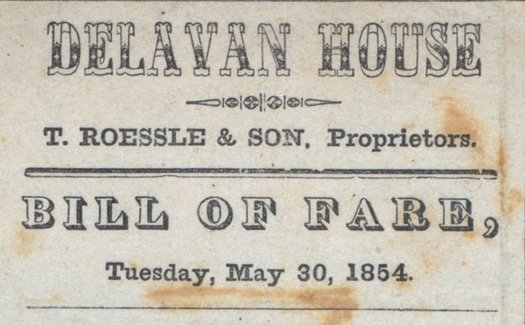 DELAVAN HOUSE
T. ROESSLE & SON, Proprietors.
BILL OF FARE,
Tuesday, May 30, 1854.